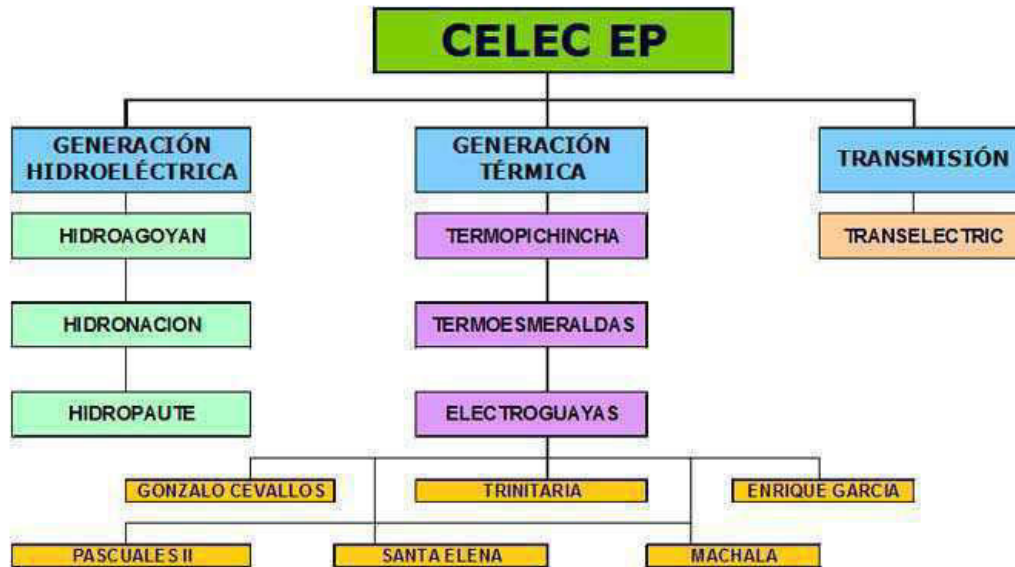 CELEC EP
GENERACIÓN
HIDROELÉCTRICA
GENERACIÓN
TÉRMICA
TRANSMISIÓN
HIDROAGOYAN
TERMOPICHINCHA
TRANSELECTRIC
HIDRONACION
TERMOESMERALDAS
HIDROPAUTE
ELECTROGUAYAS
GONZALO CEVALLOS
TRINITARIA
ENRIQUE GARCIA
PASCUALES II
SANTA ELENA
MACHALA